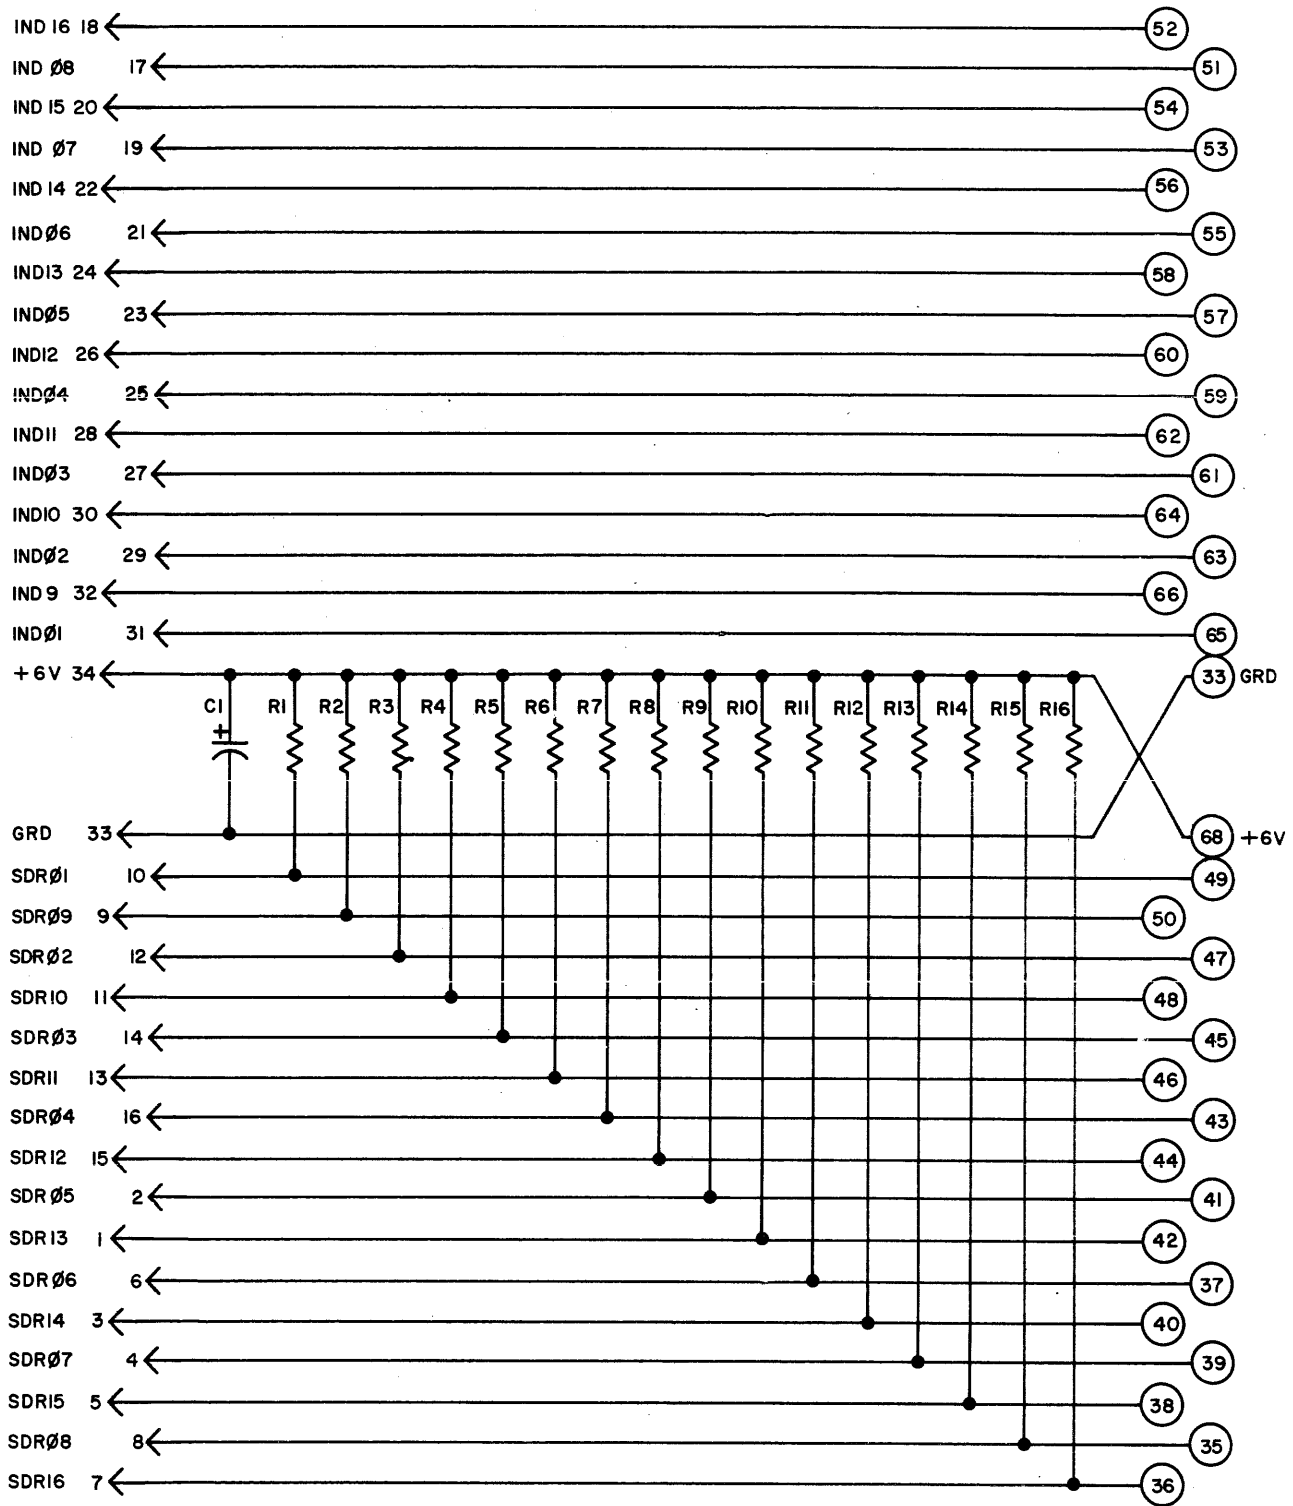 IND 16 18 52
IND Ø8 17 51
IND 15 20 54
IND Ø7 19 53
IND 14 22 56
INDØ6 21 55
IND13 24 58
INDØ5 23 57
IND12 26 60
INDØ4 25 59
IND11 28 62
INDØ3 27 61
IND10 30 64
INDØ2 29 63
IND 9 32 66
INDØ1 31 65
+6V 34 33 GRD
C1 R1 R2 R3 R4 R5 R6 R7 R8 R9 R10 R11 R12 R13 R14 R15 R16
+
GRD 33 68 +6V
SDRØ1 10 49
SDRØ9 9 50
SDRØ2 12 47
SDR10 11 48
SDRØ3 14 45
SDR11 13 46
SDRØ4 16 43
SDR12 15 44
SDRØ5 2 41
SDR13 1 42
SDRØ6 6 37
SDR14 3 40
SDRØ7 4 39
SDR15 5 38
SDRØ8 8 35
SDR16 7 36